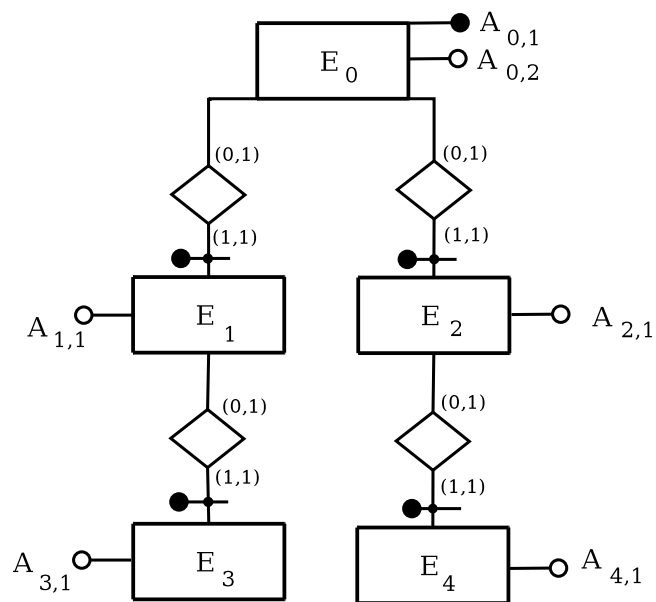 A 0,1
E 0
A 0,2
(0,1)
(0,1)
(1,1)
(1,1)
A 1,1
E 1
E 2
A 2,1
(0,1)
(0,1)
(1,1)
(1,1)
A 3,1
E 3
E 4
A 4,1